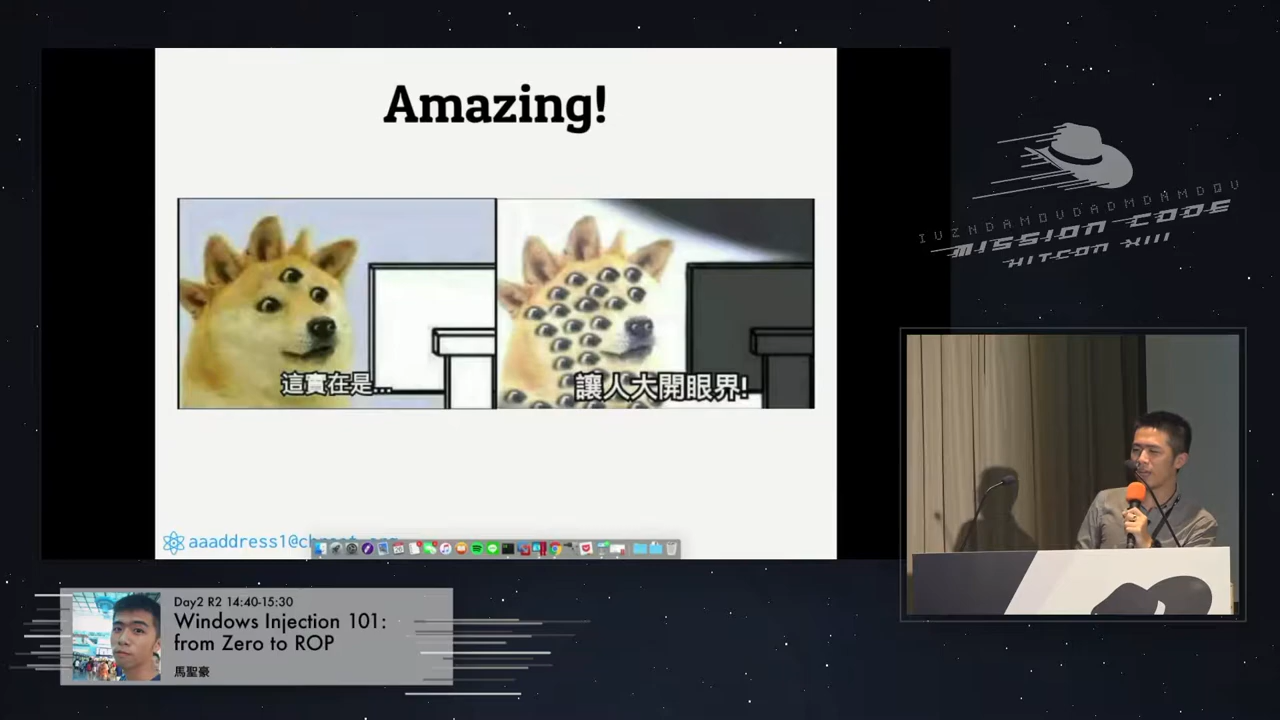 Amazing!
這實在是...
讓人大開眼界!
aaaddress1@ch
MISSION CODE
HITCON XIII
Day2 R2 14:40-15:30
Windows Injection 101:
from Zero to ROP
馬聖豪